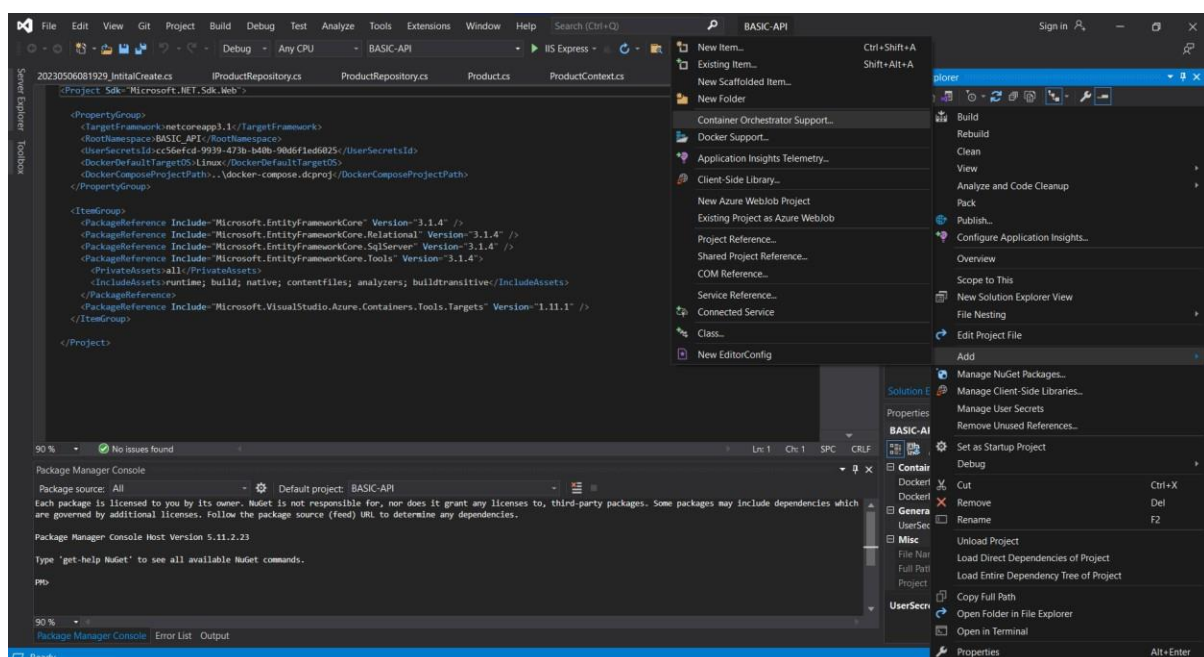 File Edit View Git Project Build Debug Test Analyze Tools Extensions Window Help Search (Ctrl+Q) BASIC-API Sign in
Debug Any CPU BASIC-API IIS Express
20230506081929_IntitalCreate.cs IProductRepository.cs ProductRepository.cs Product.cs ProductContext.cs
Server Explorer
Toolbox
<Project Sdk="Microsoft.NET.Sdk.Web">
<PropertyGroup>
<TargetFramework>netcoreapp3.1</TargetFramework>
<RootNamespace>BASIC_API</RootNamespace>
<UserSecretsId>cc56efcd-9939-473b-b40b-90d6f1ed6025</UserSecretsId>
<DockerDefaultTargetOS>Linux</DockerDefaultTargetOS>
<DockerComposeProjectPath>..\docker-compose.dcproj</DockerComposeProjectPath>
</PropertyGroup>
<ItemGroup>
<PackageReference Include="Microsoft.EntityFrameworkCore" Version="3.1.4" />
<PackageReference Include="Microsoft.EntityFrameworkCore.Relational" Version="3.1.4" />
<PackageReference Include="Microsoft.EntityFrameworkCore.SqlServer" Version="3.1.4" />
<PackageReference Include="Microsoft.EntityFrameworkCore.Tools" Version="3.1.4">
<PrivateAssets>all</PrivateAssets>
<IncludeAssets>runtime; build; native; contentfiles; analyzers; buildtransitive</IncludeAssets>
</PackageReference>
<PackageReference Include="Microsoft.VisualStudio.Azure.Containers.Tools.Targets" Version="1.11.1" />
</ItemGroup>
</Project>
90 % No issues found Ln: 1 Ch: 1 SPC CRLF
New Item... Ctrl+Shift+A
Existing Item... Shift+Alt+A
New Scaffolded Item...
New Folder
Container Orchestrator Support...
Docker Support...
Application Insights Telemetry...
Client-Side Library...
New Azure WebJob Project
Existing Project as Azure WebJob
Project Reference...
Shared Project Reference...
COM Reference...
Service Reference...
Connected Service
Class...
New EditorConfig
plorer
Build
Rebuild
Clean
View
Analyze and Code Cleanup
Pack
Publish...
Configure Application Insights...
Overview
Scope to This
New Solution Explorer View
File Nesting
Edit Project File
Add
Manage NuGet Packages...
Manage Client-Side Libraries...
Manage User Secrets
Remove Unused References...
Set as Startup Project
Debug
Cut Ctrl+X
Remove Del
Rename F2
Unload Project
Load Direct Dependencies of Project
Load Entire Dependency Tree of Project
Copy Full Path
Open Folder in File Explorer
Open in Terminal
Properties Alt+Enter
Solution E
Properties
BASIC-AP
Contain
Dockerl
Dockerl
Genera
UserSec
Misc
File Nar
Full Path
Project
UserSecre
Package Manager Console
Package source: All Default project: BASIC-API
Each package is licensed to you by its owner. NuGet is not responsible for, nor does it grant any licenses to, third-party packages. Some packages may include dependencies which
are governed by additional licenses. Follow the package source (feed) URL to determine any dependencies.
Package Manager Console Host Version 5.11.2.23
Type 'get-help NuGet' to see all available NuGet commands.
PM>
90 %
Package Manager Console Error List Output
Ready